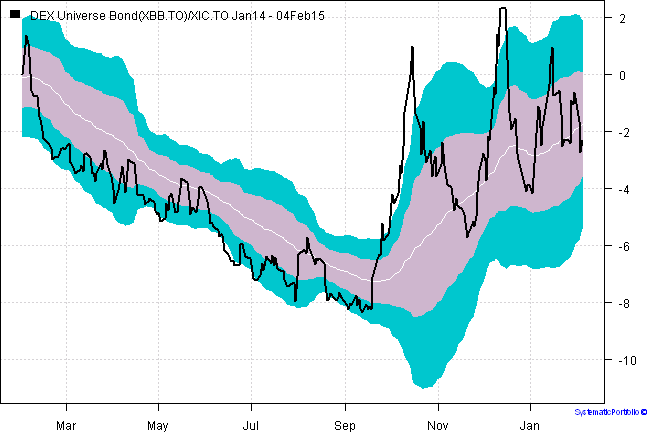 DEX Universe Bond(XBB.TO)/XIC.TO Jan14 - 04Feb15
2
0
-2
-4
-6
-8
-10
Mar May Jul Sep Nov Jan
SystematicPortfolio ©